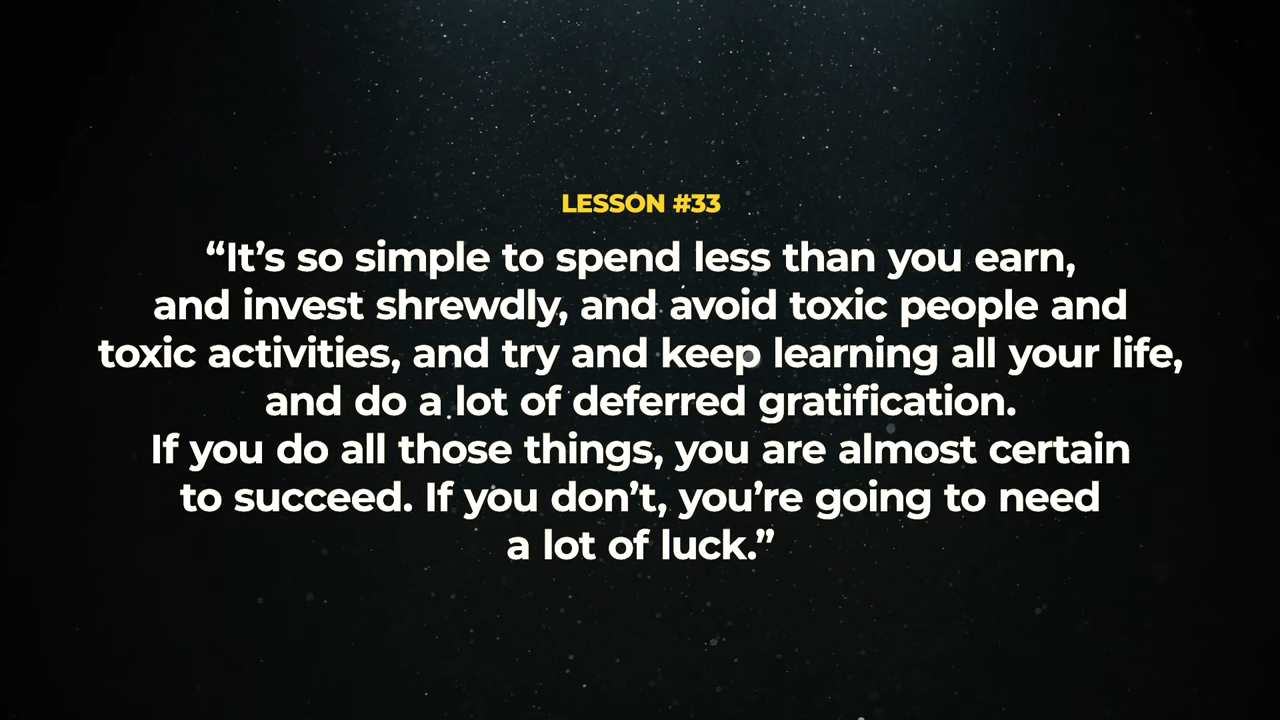 LESSON #33
“It’s so simple to spend less than you earn,
and invest shrewdly, and avoid toxic people and
toxic activities, and try and keep learning all your life,
and do a lot of deferred gratification.
If you do all those things, you are almost certain
to succeed. If you don’t, you’re going to need
a lot of luck.”